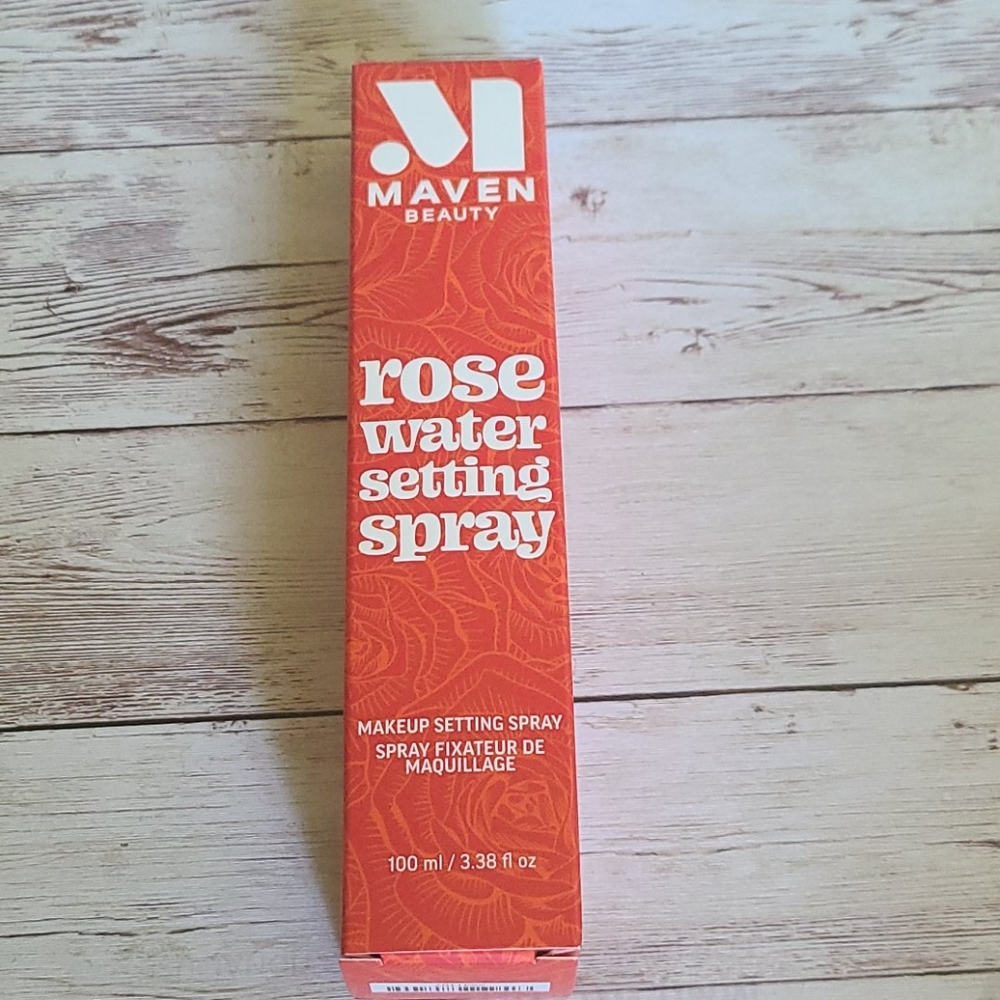 M
MAVEN
BEAUTY
rose
water
setting
spray
MAKEUP SETTING SPRAY
SPRAY FIXATEUR DE
MAQUILLAGE
100 ml / 3.38 fl oz